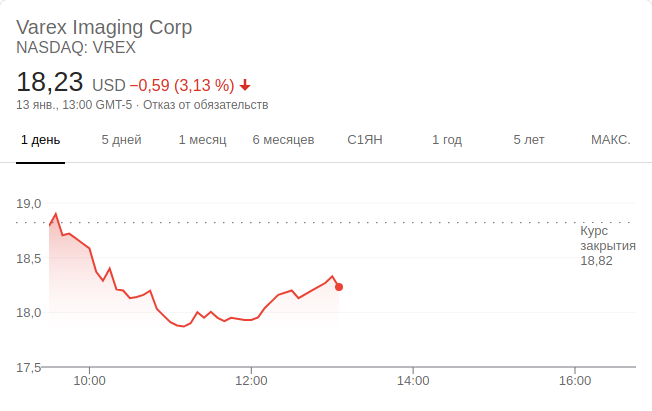 Varex Imaging Corp
NASDAQ: VREX
18,23 USD −0,59 (3,13 %)
13 янв., 13:00 GMT-5 · Отказ от обязательств
1 день 5 дней 1 месяц 6 месяцев С1ЯН 1 год 5 лет МАКС.
19,0
Курс
закрытия
18,82
18,5
18,0
17,5
10:00 12:00 14:00 16:00